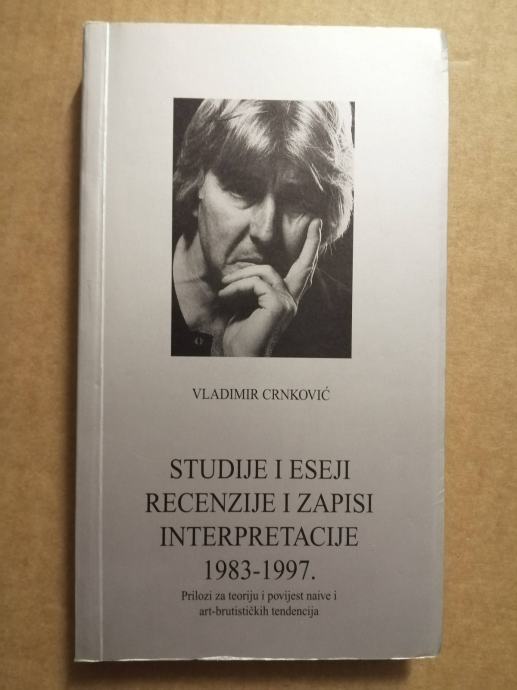 VLADIMIR CRNKOVIĆ
STUDIJE I ESEJI
RECENZIJE I ZAPISI
INTERPRETACIJE
1983-1997.
Prilozi za teoriju i povijest naive i
art-brutističkih tendencija